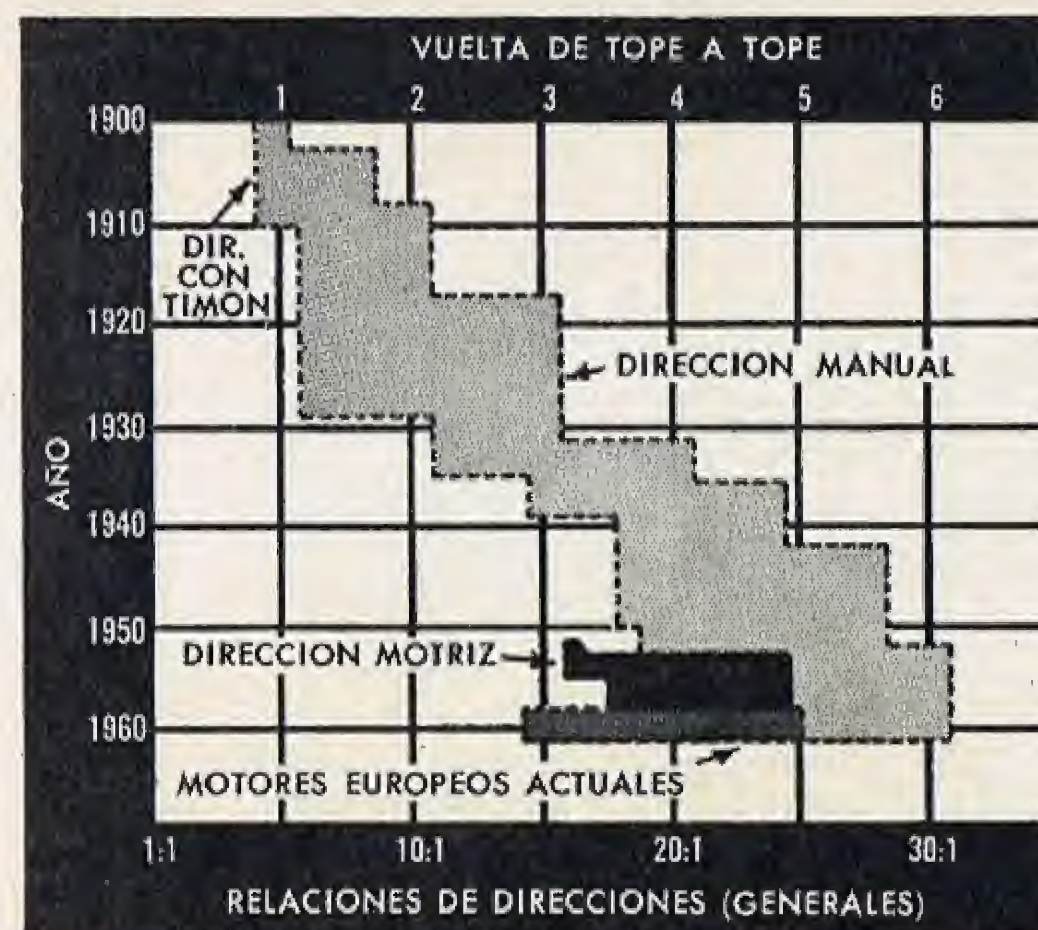 VUELTA DE TOPE A TOPE
1 2 3 4 5 6
1900
1910
DIR.
CON
TIMON
1920
DIRECCION MANUAL
1930
AÑO
1940
1950
DIRECCION MOTRIZ
1960
MOTORES EUROPEOS ACTUALES
1:1 10:1 20:1 30:1
RELACIONES DE DIRECCIONES (GENERALES)